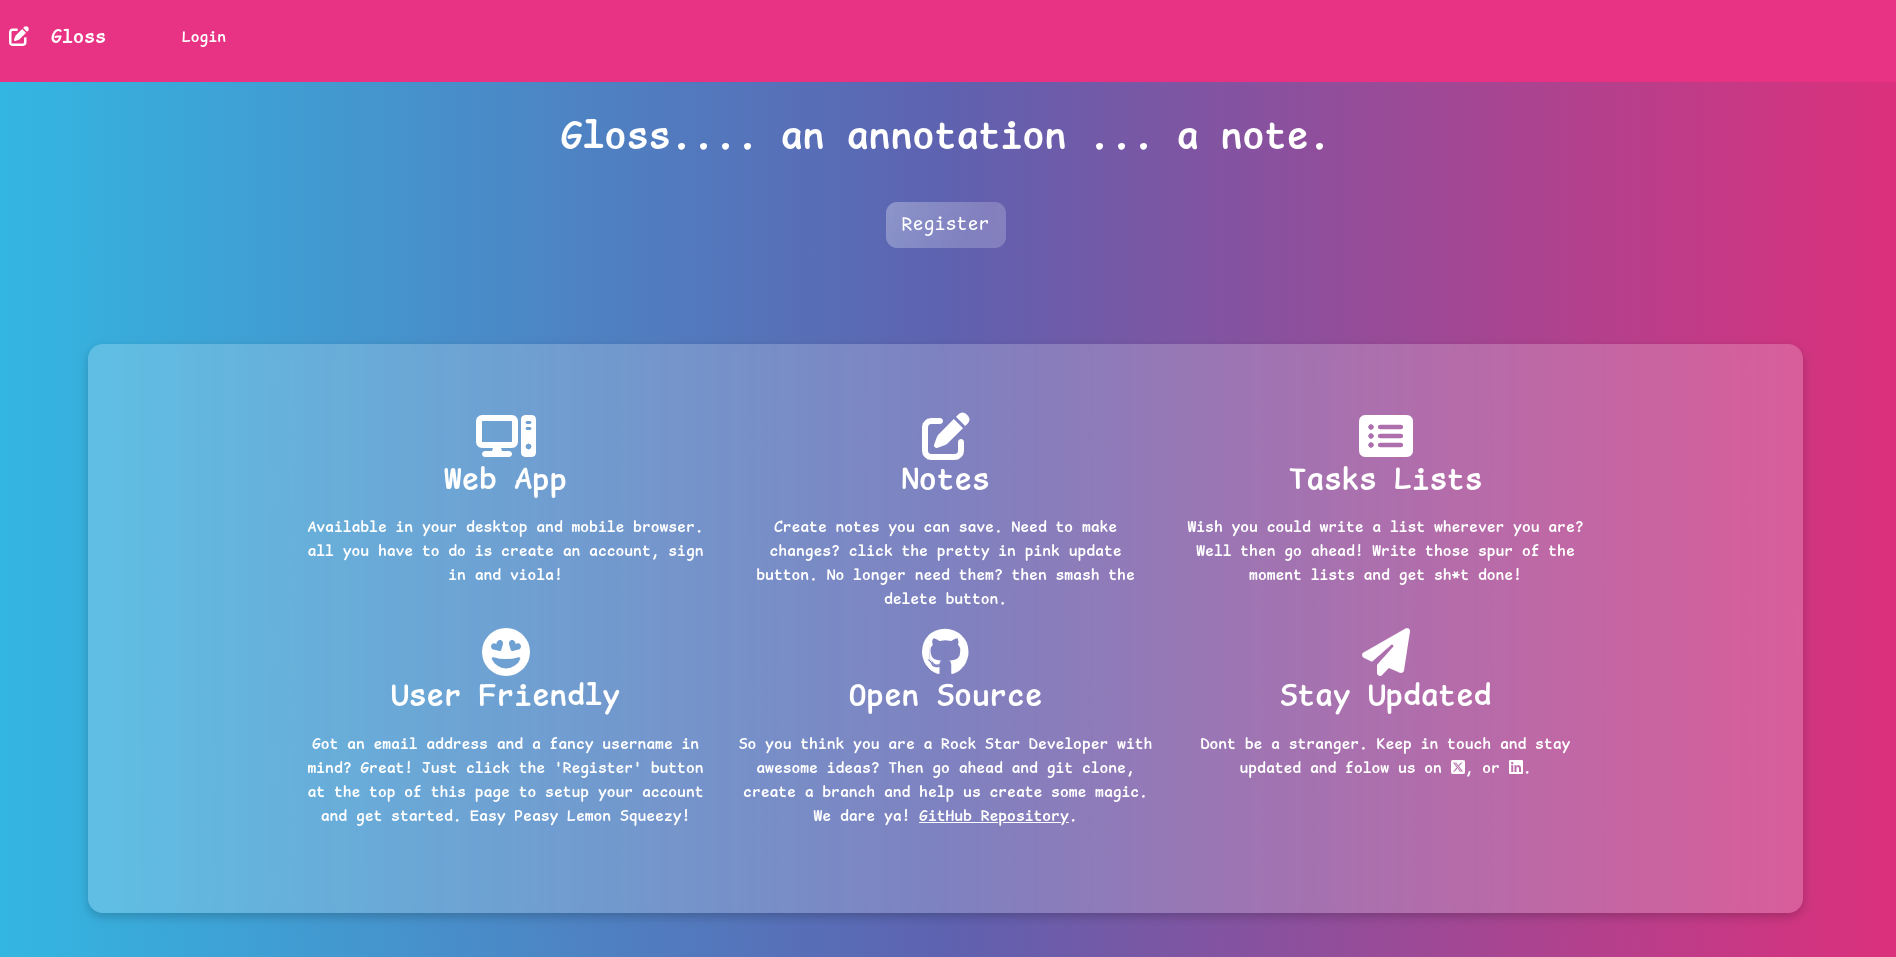 Gloss
Login
Gloss.... an annotation ... a note.
Register
Web App
Available in your desktop and mobile browser.
all you have to do is create an account, sign
in and viola!
Notes
Create notes you can save. Need to make
changes? click the pretty in pink update
button. No longer need them? then smash the
delete button.
Tasks Lists
Wish you could write a list wherever you are?
Well then go ahead! Write those spur of the
moment lists and get sh*t done!
User Friendly
Got an email address and a fancy username in
mind? Great! Just click the 'Register' button
at the top of this page to setup your account
and get started. Easy Peasy Lemon Squeezy!
Open Source
So you think you are a Rock Star Developer with
awesome ideas? Then go ahead and git clone,
create a branch and help us create some magic.
We dare ya! GitHub Repository.
Stay Updated
Dont be a stranger. Keep in touch and stay
updated and folow us on X, or in.